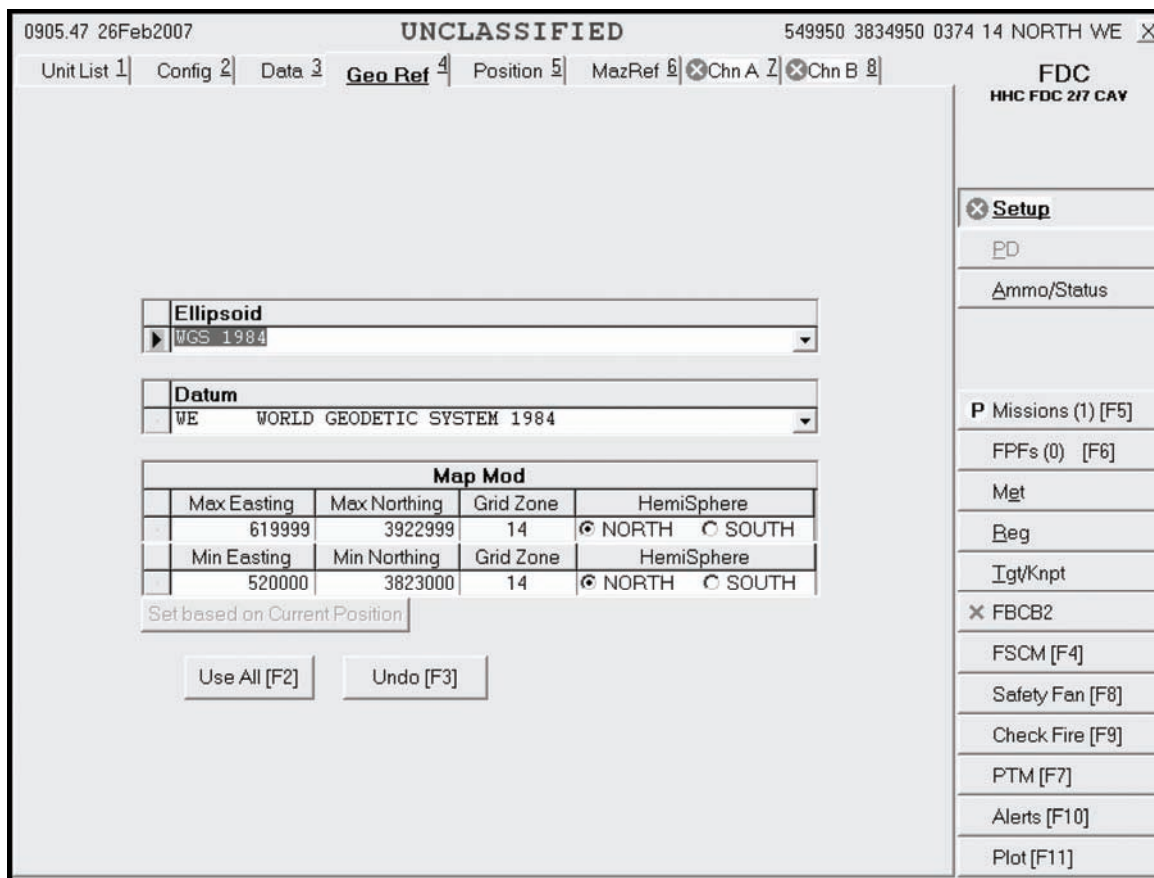 0905.47 26Feb2007 UNCLASSIFIED 549950 3834950 0374 14 NORTH WE X
Unit List 1 Config 2 Data 3 Geo Ref 4 Position 5 MazRef 6 Chn A 7 Chn B 8
FDC
HHC FDC 2/7 CAV
Setup
PD
Ammo/Status
Ellipsoid
WGS 1984
Datum
WE WORLD GEODETIC SYSTEM 1984
Map Mod
Max Easting Max Northing Grid Zone HemiSphere
619999 3922999 14 NORTH SOUTH
Min Easting Min Northing Grid Zone HemiSphere
520000 3823000 14 NORTH SOUTH
Set based on Current Position
Use All [F2] Undo [F3]
P Missions (1) [F5]
FPFs (0) [F6]
Met
Reg
Tgt/Knpt
FBCB2
FSCM [F4]
Safety Fan [F8]
Check Fire [F9]
PTM [F7]
Alerts [F10]
Plot [F11]